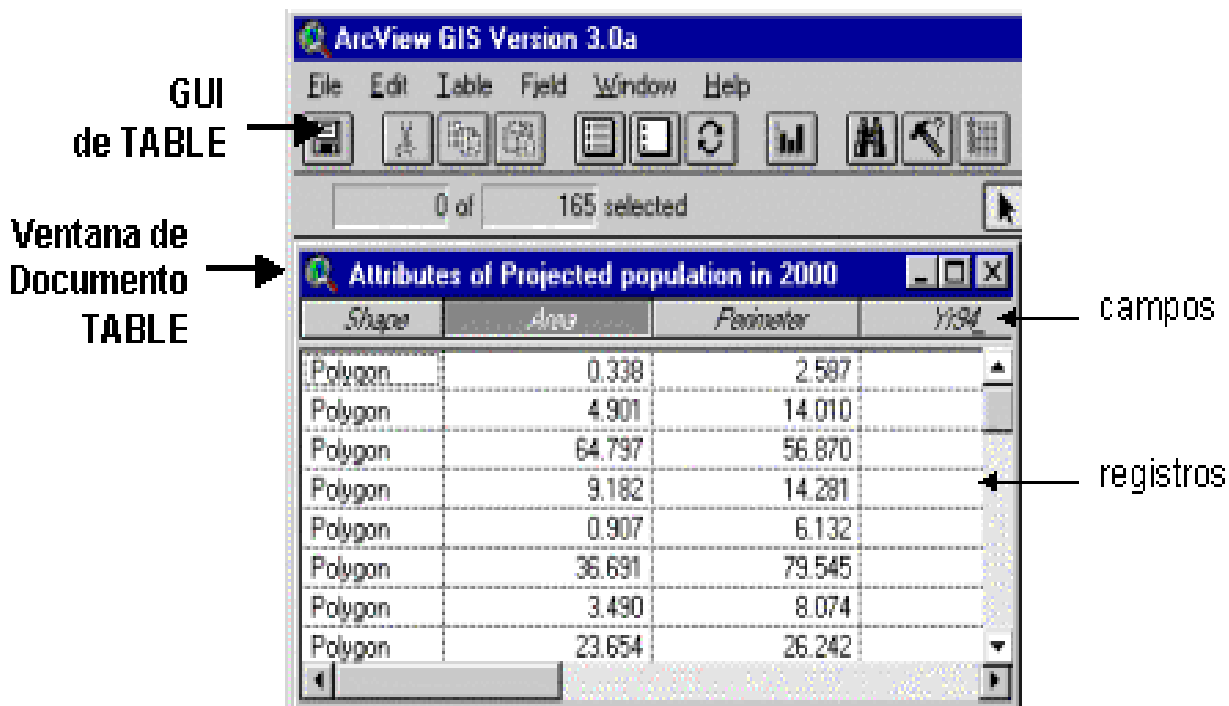 ArcView GIS Version 3.0a
File Edit Table Field Window Help
GUI
de TABLE
0 of 165 selected
Ventana de
Documento
TABLE
Attributes of Projected population in 2000
Shape Area Perimeter Yr94_
campos
Polygon 0.338 2.587
Polygon 4.901 14.010
Polygon 64.797 56.870
Polygon 9.182 14.281
registros
Polygon 0.907 6.132
Polygon 36.691 79.545
Polygon 3.490 8.074
Polygon 23.654 26.242